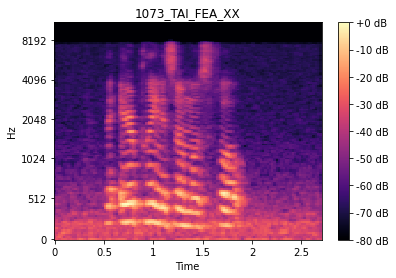 1073_TAI_FEA_XX
+0 dB
8192
-10 dB
-20 dB
4096
-30 dB
Hz
2048
-40 dB
1024
-50 dB
512
-60 dB
-70 dB
0
-80 dB
0 0.5 1 1.5 2 2.5
Time